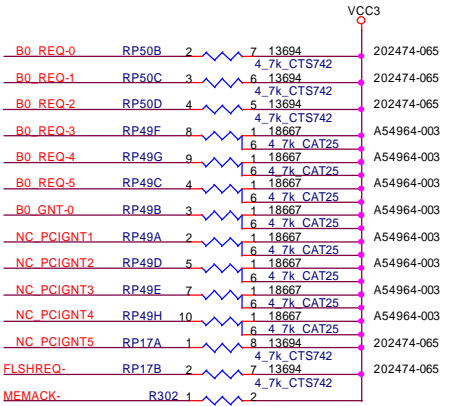 VCC3
B0_REQ-0 RP50B 2 7 13694 202474-065
4_7k_CTS742
B0_REQ-1 RP50C 3 6 13694 202474-065
4_7k_CTS742
B0_REQ-2 RP50D 4 5 13694 202474-065
4_7k_CTS742
B0_REQ-3 RP49F 8 1 18667 A54964-003
6 4_7k_CAT25
B0_REQ-4 RP49G 9 1 18667 A54964-003
6 4_7k_CAT25
B0_REQ-5 RP49C 4 1 18667 A54964-003
6 4_7k_CAT25
B0_GNT-0 RP49B 3 1 18667 A54964-003
6 4_7k_CAT25
NC_PCIGNT1 RP49A 2 1 18667 A54964-003
6 4_7k_CAT25
NC_PCIGNT2 RP49D 5 1 18667 A54964-003
6 4_7k_CAT25
NC_PCIGNT3 RP49E 7 1 18667 A54964-003
6 4_7k_CAT25
NC_PCIGNT4 RP49H 10 1 18667 A54964-003
6 4_7k_CAT25
NC_PCIGNT5 RP17A 1 8 13694 202474-065
4_7k_CTS742
FLSHREQ- RP17B 2 7 13694 202474-065
4_7k_CTS742
MEMACK- R302 1 2